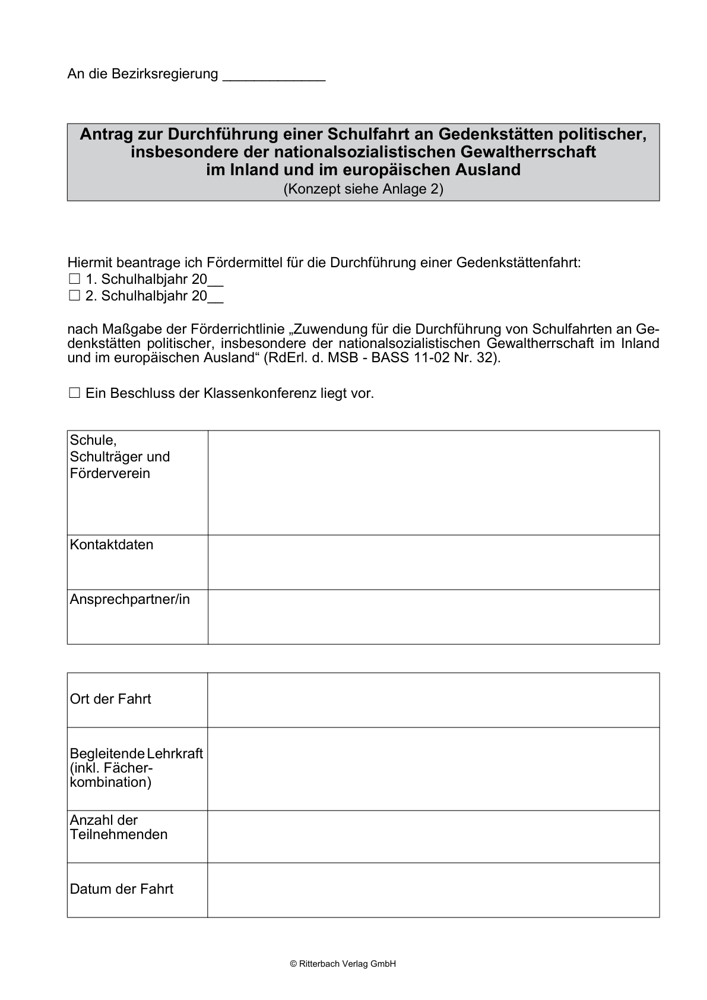 An die Bezirksregierung _____________
Antrag zur Durchführung einer Schulfahrt an Gedenkstätten politischer,
insbesondere der nationalsozialistischen Gewaltherrschaft
im Inland und im europäischen Ausland
(Konzept siehe Anlage 2)
Hiermit beantrage ich Fördermittel für die Durchführung einer Gedenkstättenfahrt:
☐ 1. Schulhalbjahr 20__
☐ 2. Schulhalbjahr 20__
nach Maßgabe der Förderrichtlinie „Zuwendung für die Durchführung von Schulfahrten an Ge-
denkstätten politischer, insbesondere der nationalsozialistischen Gewaltherrschaft im Inland
und im europäischen Ausland“ (RdErl. d. MSB - BASS 11-02 Nr. 32).
☐ Ein Beschluss der Klassenkonferenz liegt vor.
Schule,
Schulträger und
Förderverein
Kontaktdaten
Ansprechpartner/in
Ort der Fahrt
Begleitende Lehrkraft
(inkl. Fächer-
kombination)
Anzahl der
Teilnehmenden
Datum der Fahrt
© Ritterbach Verlag GmbH